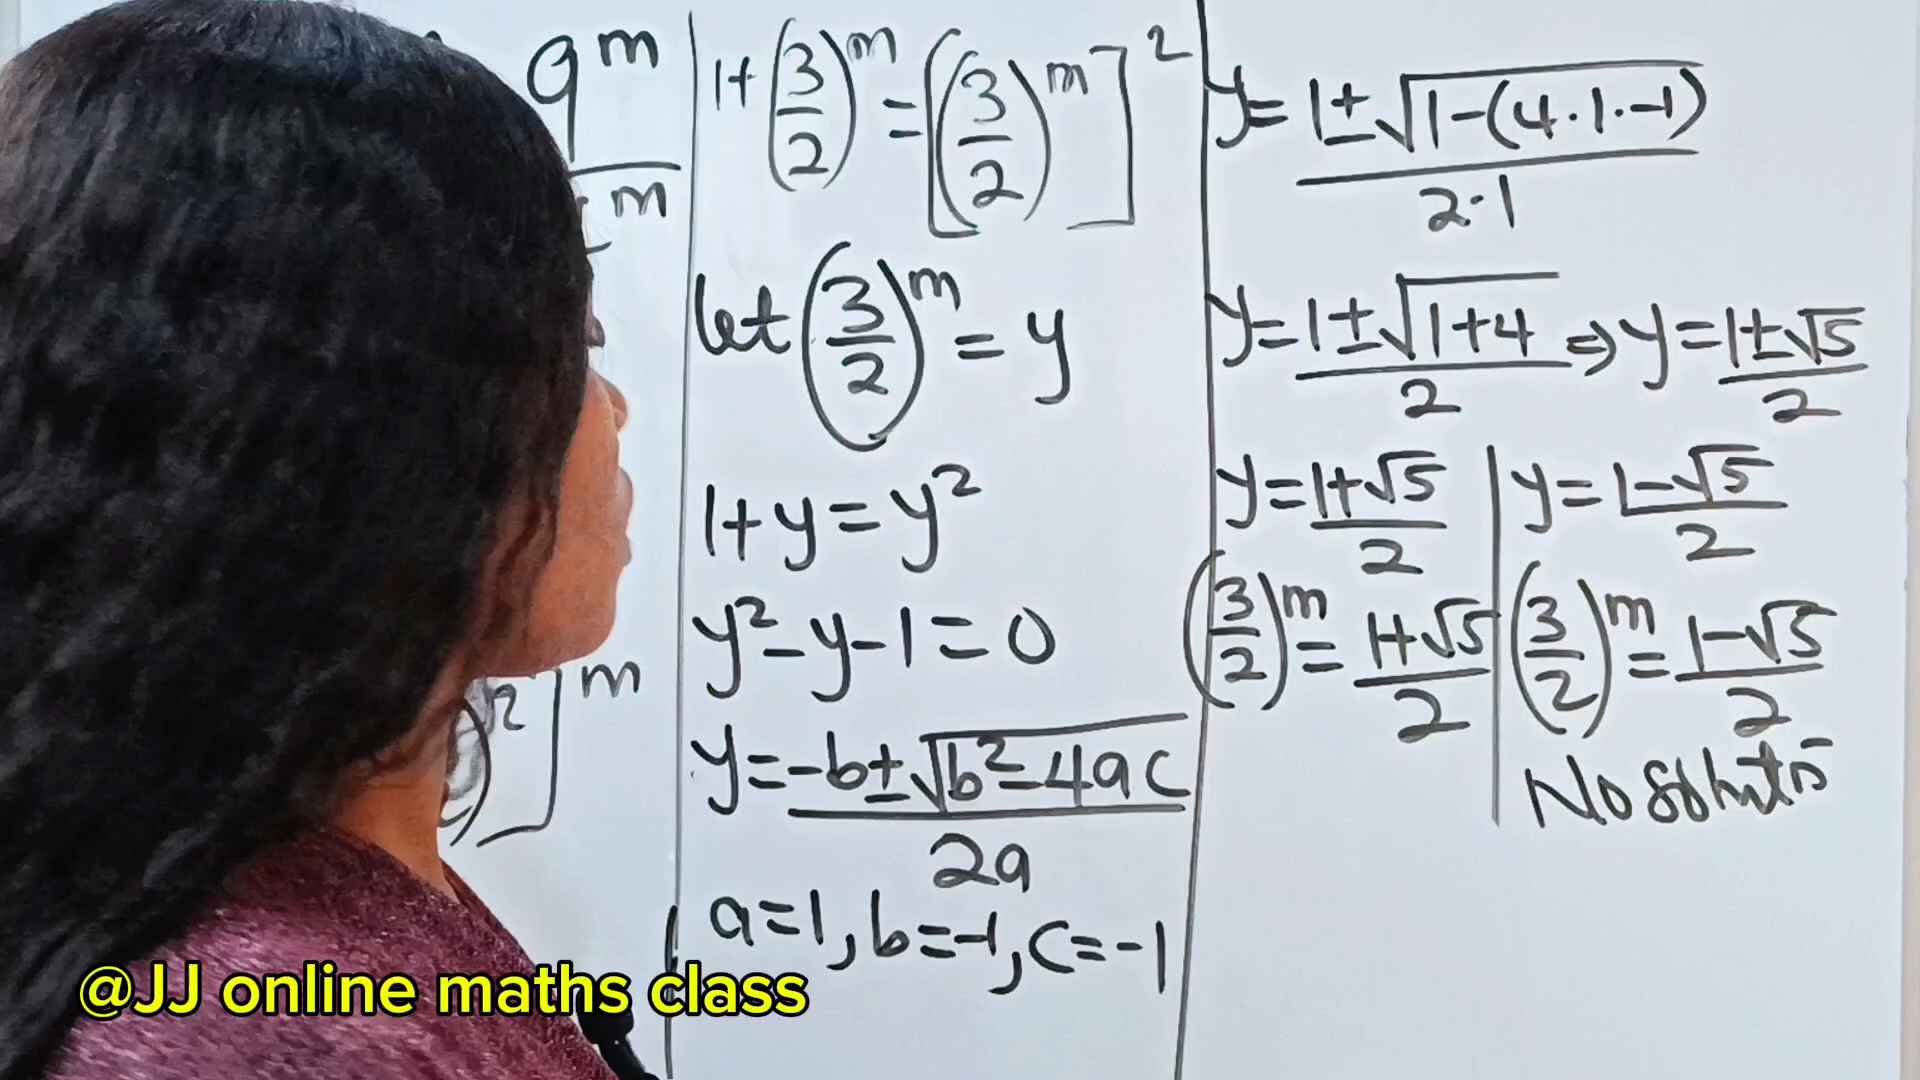 9^m
m
2]^m
1+(3/2)^m=[(3/2)^m]^2
let (3/2)^m = y
1+y=y^2
y^2-y-1=0
y=-b±√b^2-4ac/2a
a=1, b=-1, c=-1
y=1±√1-(4·1·-1)/2·1
y=1±√1+4/2 ⇒ y=1±√5/2
y=1+√5/2
(3/2)^m=1+√5/2
y=1-√5/2
(3/2)^m=1-√5/2
No
@JJ online maths class